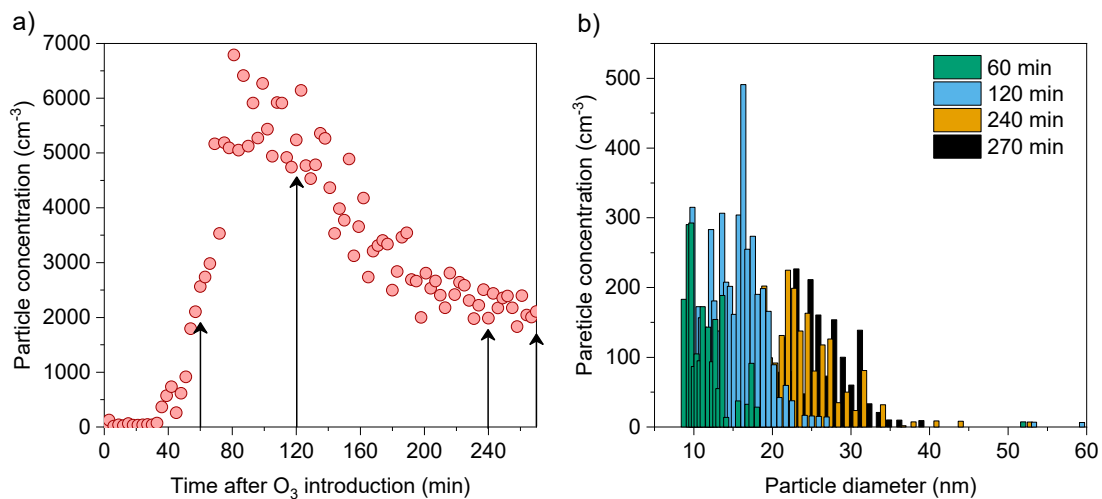 a)
7000
6000
5000
4000
3000
2000
1000
0
Particle concentration (cm-3)
0 40 80 120 160 200 240
Time after O3 introduction (min)
b)
500
400
300
200
100
0
Pareticle concentration (cm-3)
60 min
120 min
240 min
270 min
10 20 30 40 50 60
Particle diameter (nm)